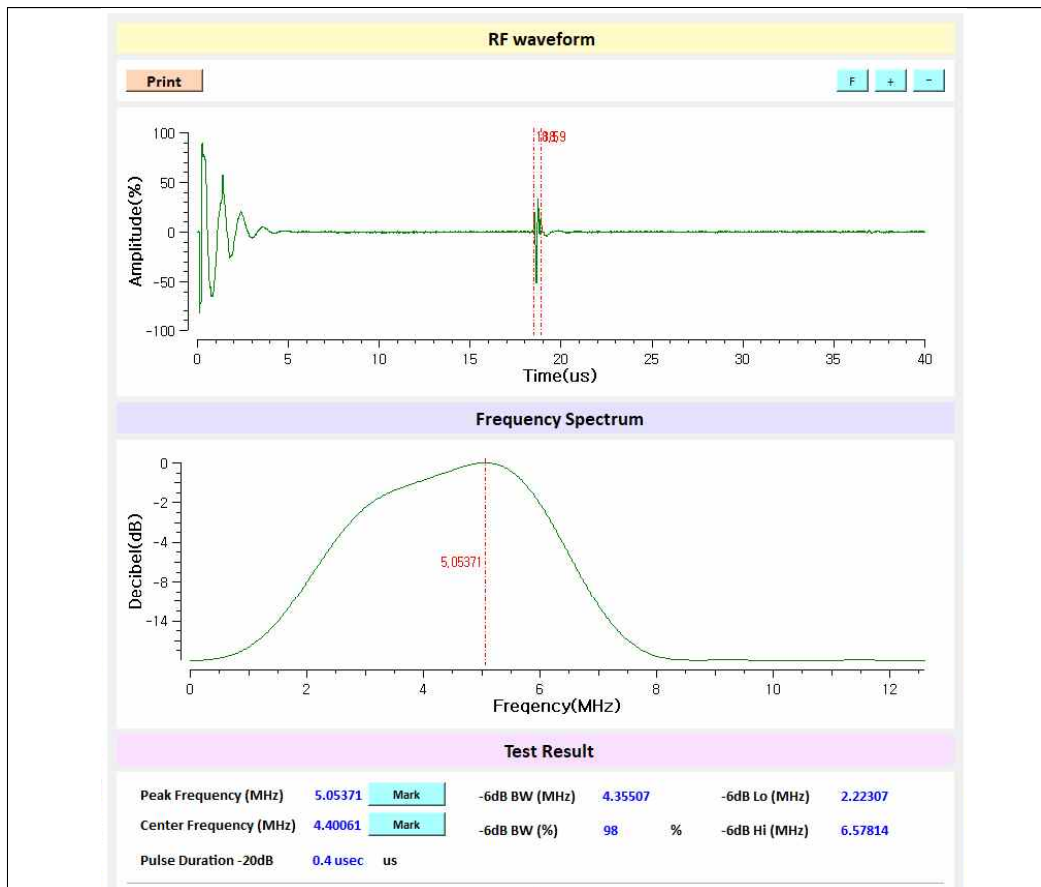 RF waveform
Print F + -
100
50
0
-50
-100
Amplitude(%)
0 5 10 15 20 25 30 35 40
Time(us)
Frequency Spectrum
0
-2
-4
-8
-14
Decibel(dB)
5,05371
0 2 4 6 8 10 12
Freqency(MHz)
Test Result
Peak Frequency (MHz) 5.05371 Mark -6dB BW (MHz) 4.35507 -6dB Lo (MHz) 2.22307
Center Frequency (MHz) 4.40061 Mark -6dB BW (%) 98 % -6dB Hi (MHz) 6.57814
Pulse Duration -20dB 0.4 usec us